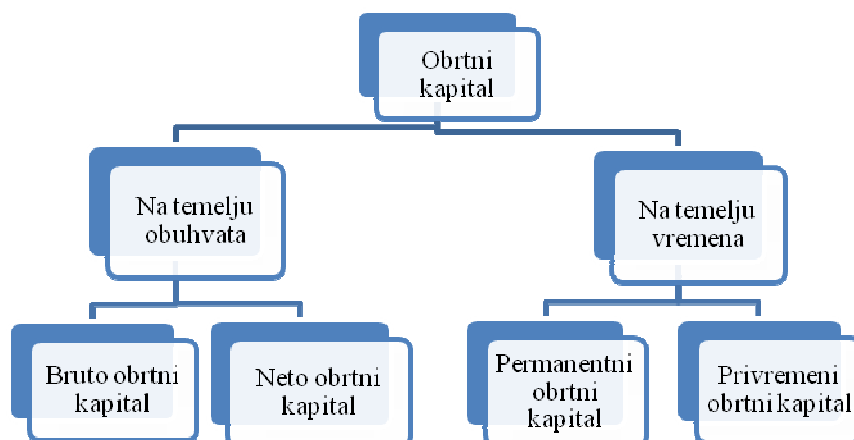 Obrtni
kapital
Na temelju
obuhvata
Na temelju
vremena
Bruto obrtni
kapital
Neto obrtni
kapital
Permanentni
obrtni
kapital
Privremeni
obrtni kapital